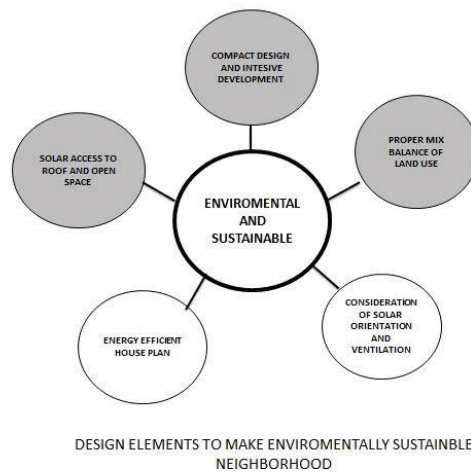 COMPACT DESIGN
AND INTESIVE
DEVELOPMENT
SOLAR ACCESS TO
ROOF AND OPEN
SPACE
PROPER MIX
BALANCE OF
LAND USE
ENVIROMENTAL
AND
SUSTAINABLE
ENERGY EFFICIENT
HOUSE PLAN
CONSIDERATION
OF SOLAR
ORIENTATION
AND
VENTILATION
DESIGN ELEMENTS TO MAKE ENVIROMENTALLY SUSTAINBLE
NEIGHBORHOOD